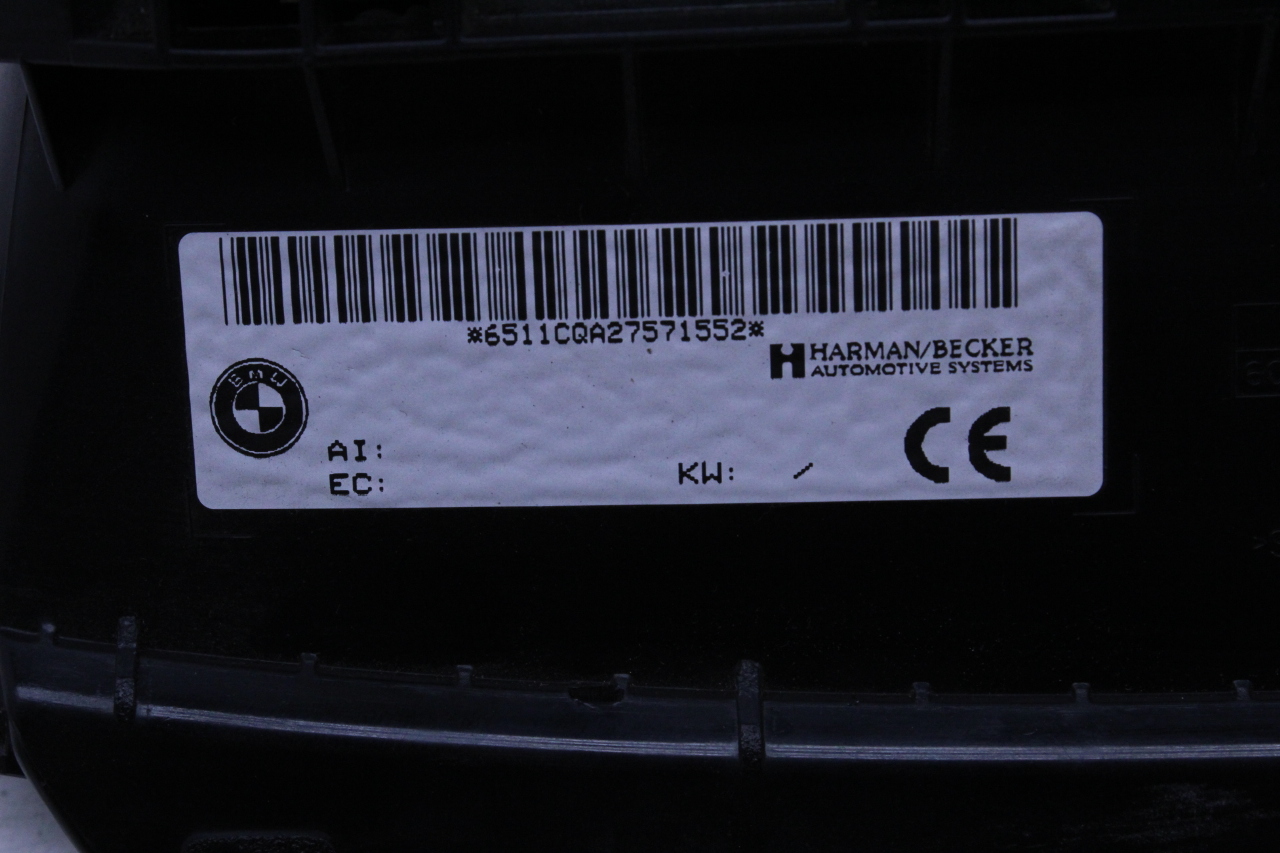 *6511CQA27571552*
HARMAN/BECKER
AUTOMOTIVE SYSTEMS
BMW
AI:
EC:
KW: /
CE